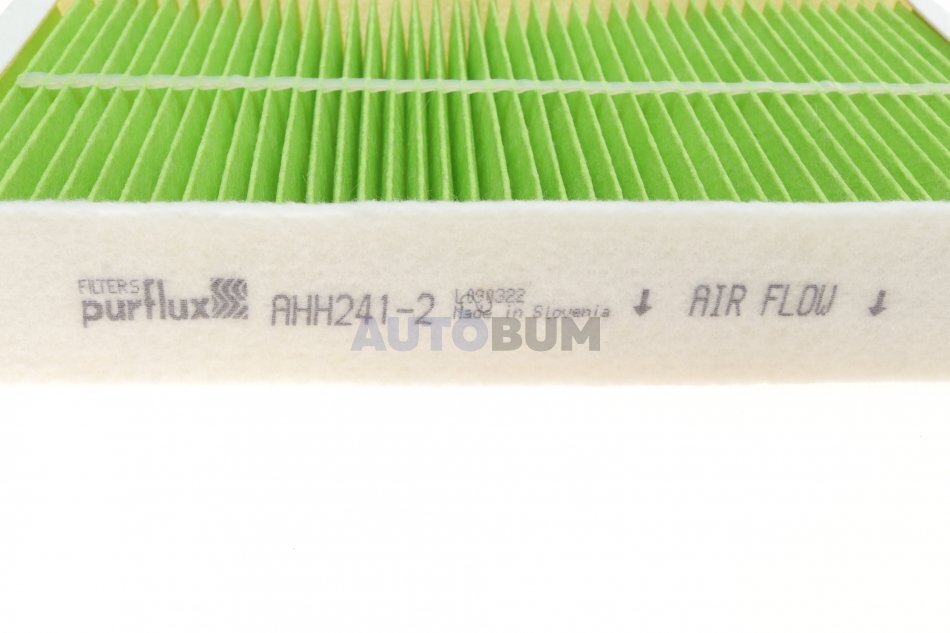 FILTERS
purflux AHH241-2 ↓ AIR FLOW ↓
Made in Slovenia
AUTOBUM